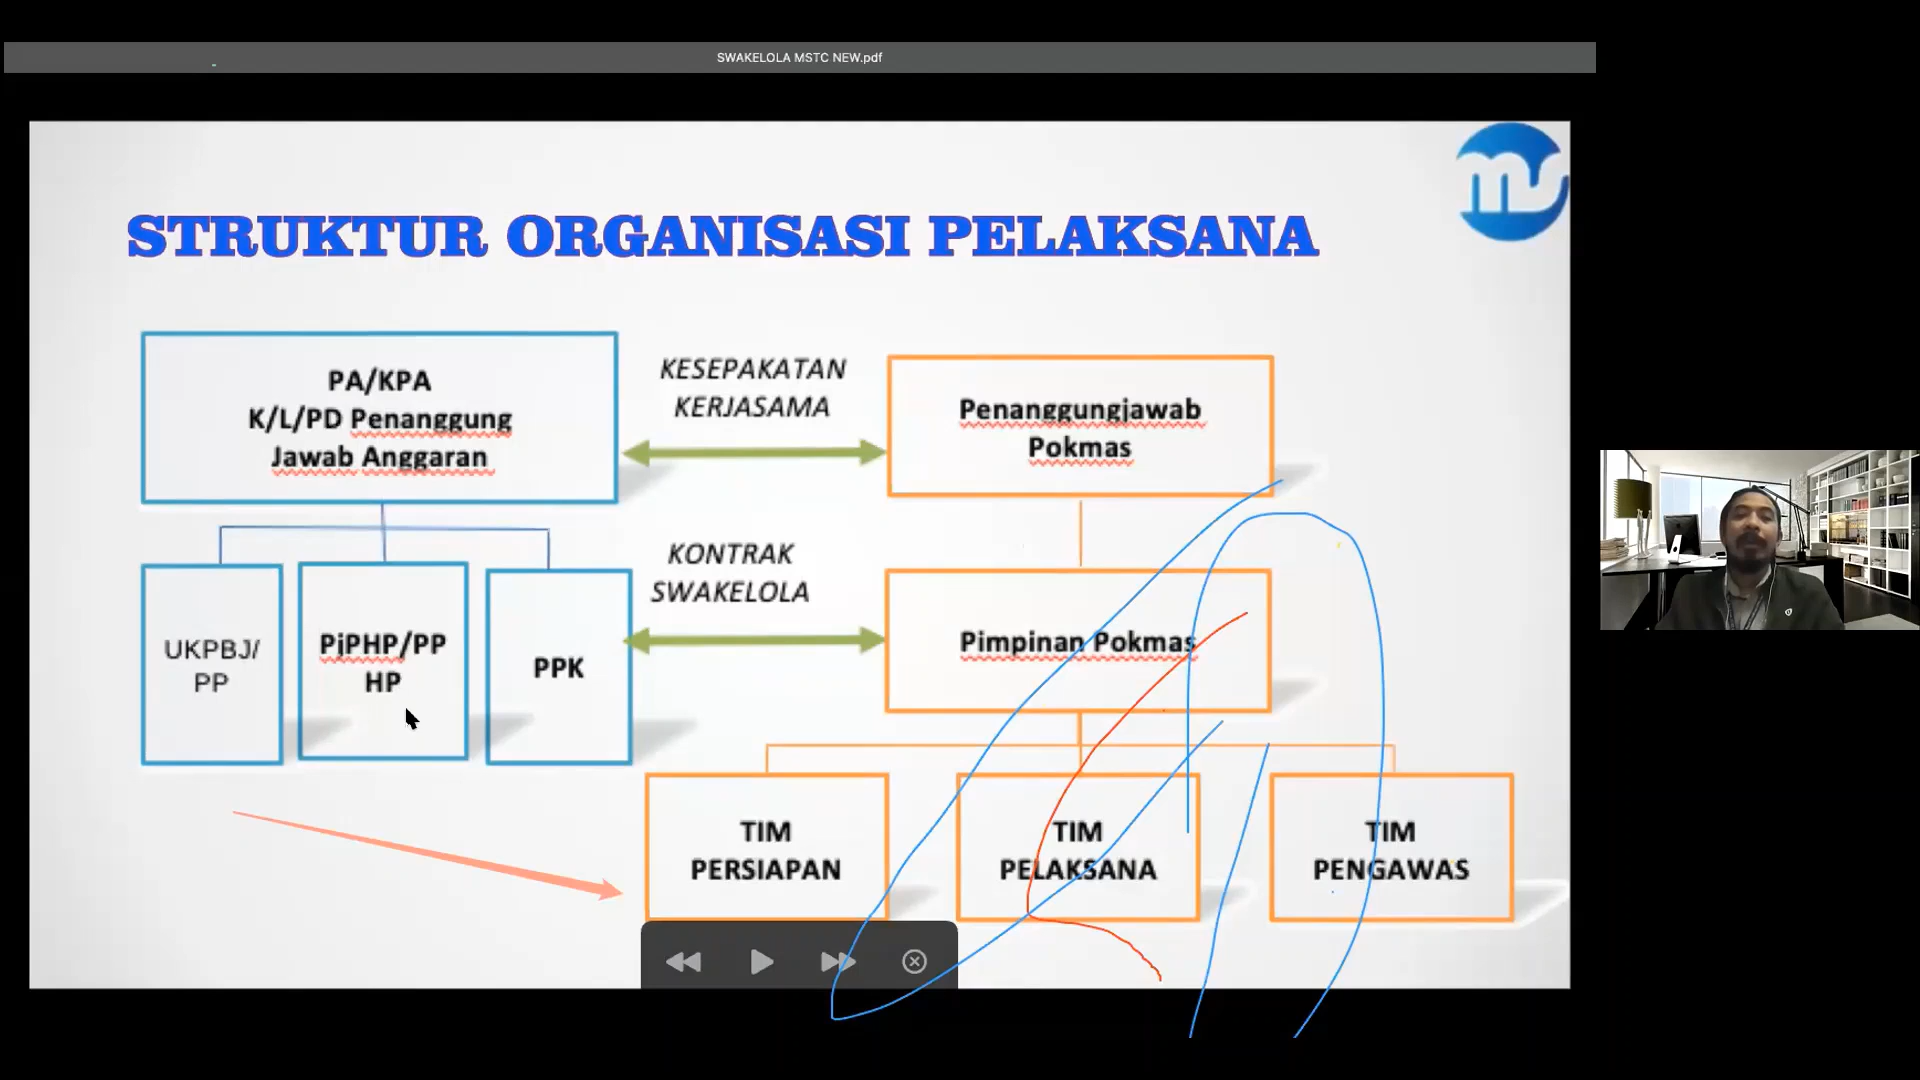 SWAKELOLA MSTC NEW.pdf
ms
STRUKTUR ORGANISASI PELAKSANA
PA/KPA
K/L/PD Penanggung
Jawab Anggaran
KESEPAKATAN
KERJASAMA
Penanggungjawab
Pokmas
UKPBJ/
PP
PjPHP/PP
HP
PPK
KONTRAK
SWAKELOLA
Pimpinan Pokmas
TIM
PERSIAPAN
TIM
PELAKSANA
TIM
PENGAWAS